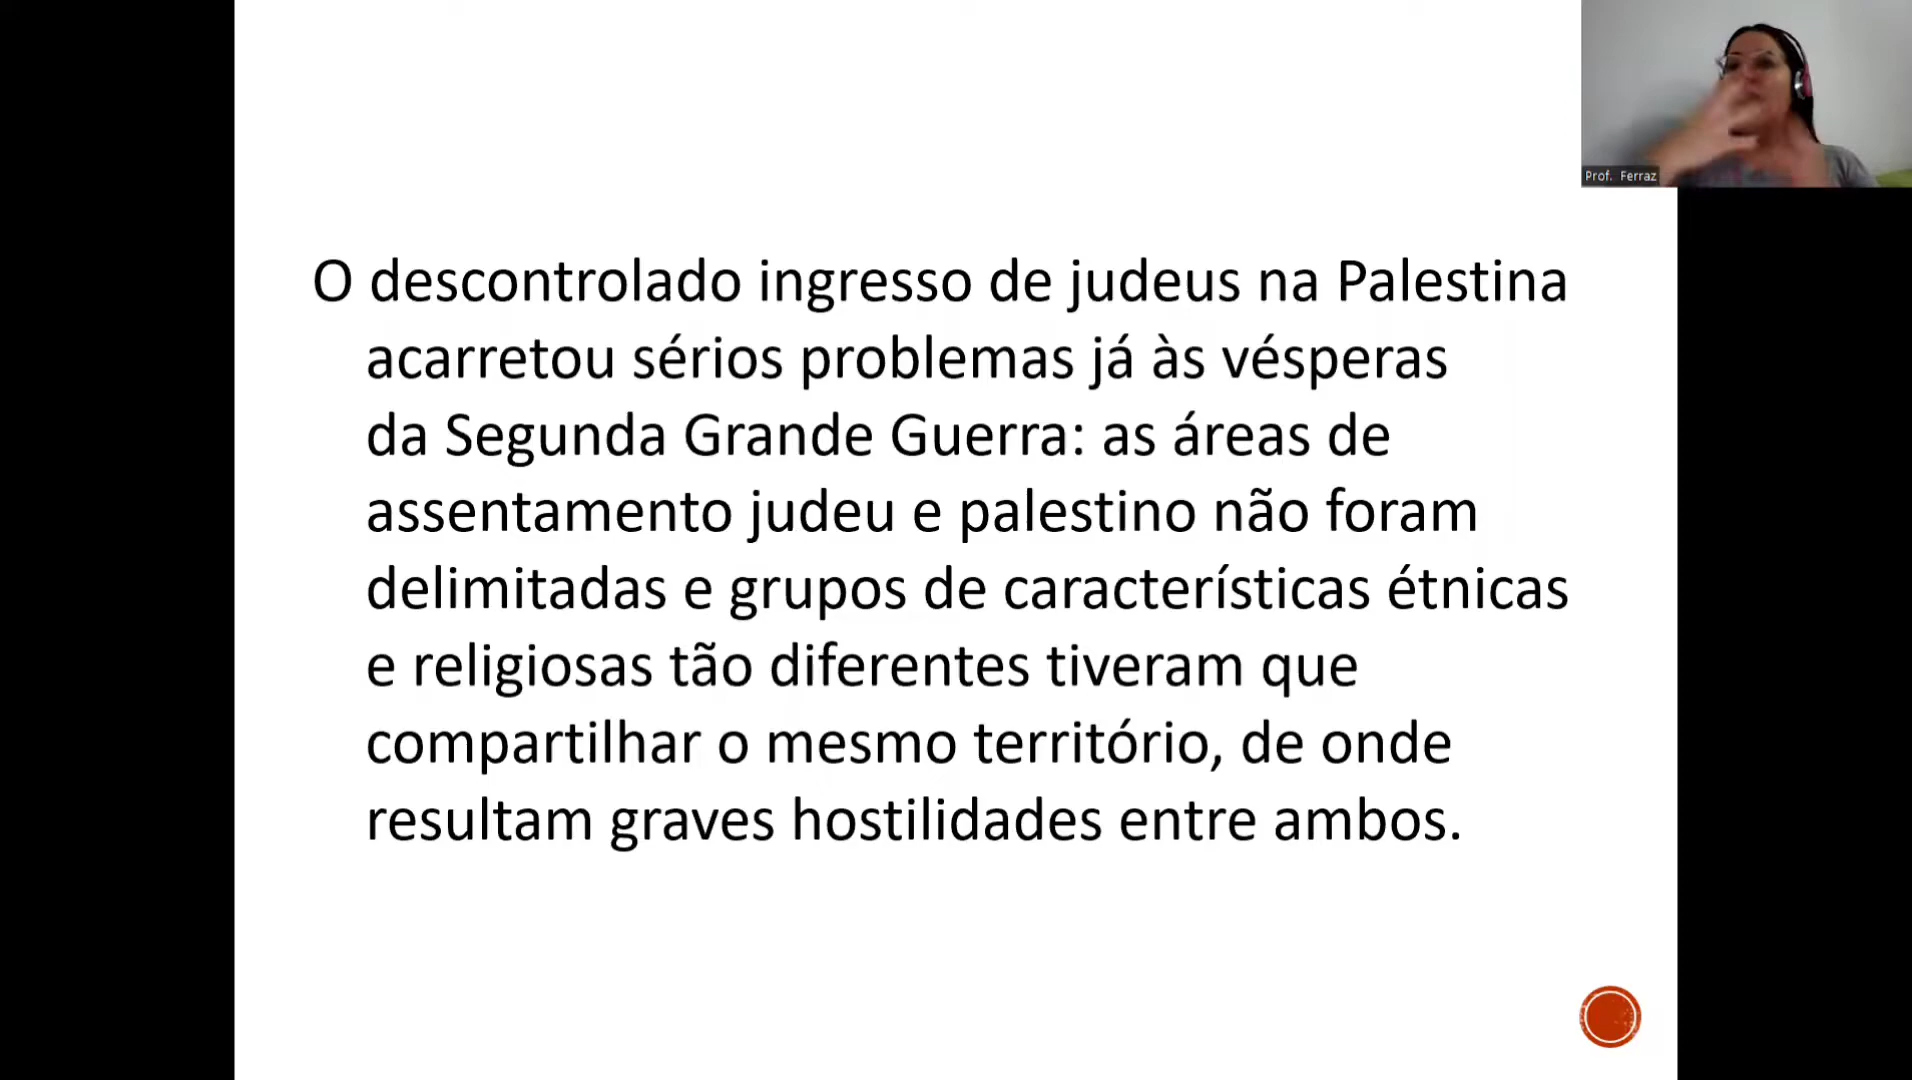 Prof. Ferraz
O descontrolado ingresso de judeus na Palestina
acarretou sérios problemas já às vésperas
da Segunda Grande Guerra: as áreas de
assentamento judeu e palestino não foram
delimitadas e grupos de características étnicas
e religiosas tão diferentes tiveram que
compartilhar o mesmo território, de onde
resultam graves hostilidades entre ambos.